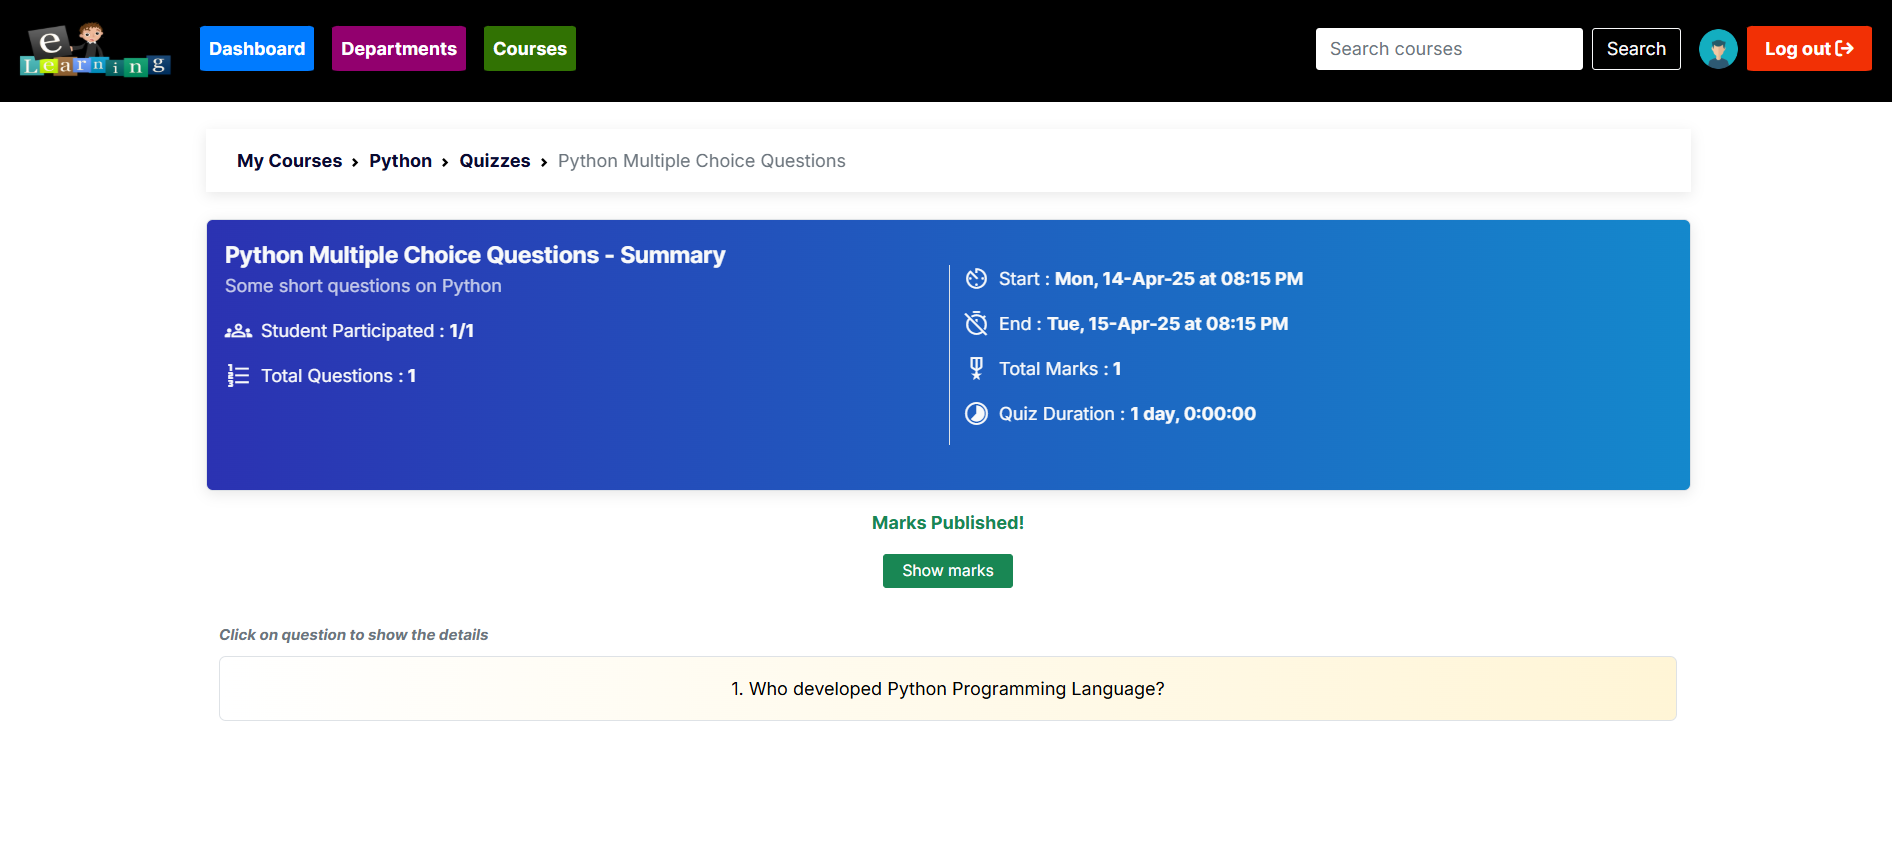 e
Learning
Dashboard
Departments
Courses
Search courses
Search
Log out
My Courses › Python › Quizzes › Python Multiple Choice Questions
Python Multiple Choice Questions - Summary
Some short questions on Python
Student Participated : 1/1
Total Questions : 1
Start : Mon, 14-Apr-25 at 08:15 PM
End : Tue, 15-Apr-25 at 08:15 PM
Total Marks : 1
Quiz Duration : 1 day, 0:00:00
Marks Published!
Show marks
Click on question to show the details
1. Who developed Python Programming Language?